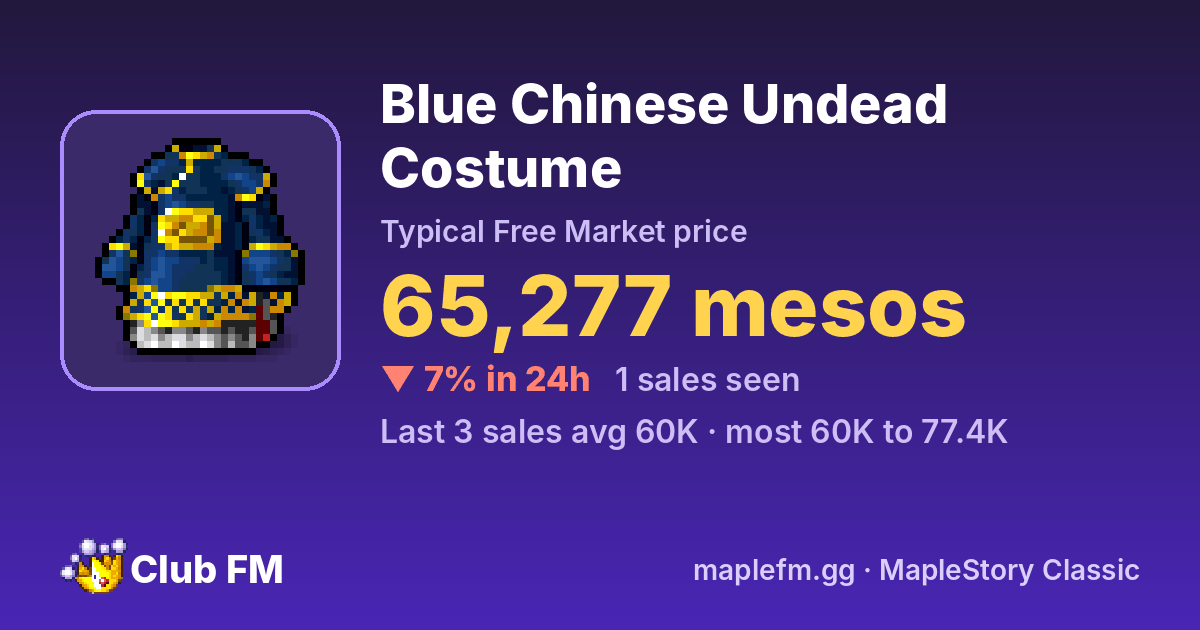 Blue Chinese Undead
Costume
Typical Free Market price
65,277 mesos
▼ 7% in 24h 1 sales seen
Last 3 sales avg 60K · most 60K to 77.4K
Club FM
maplefm.gg · MapleStory Classic